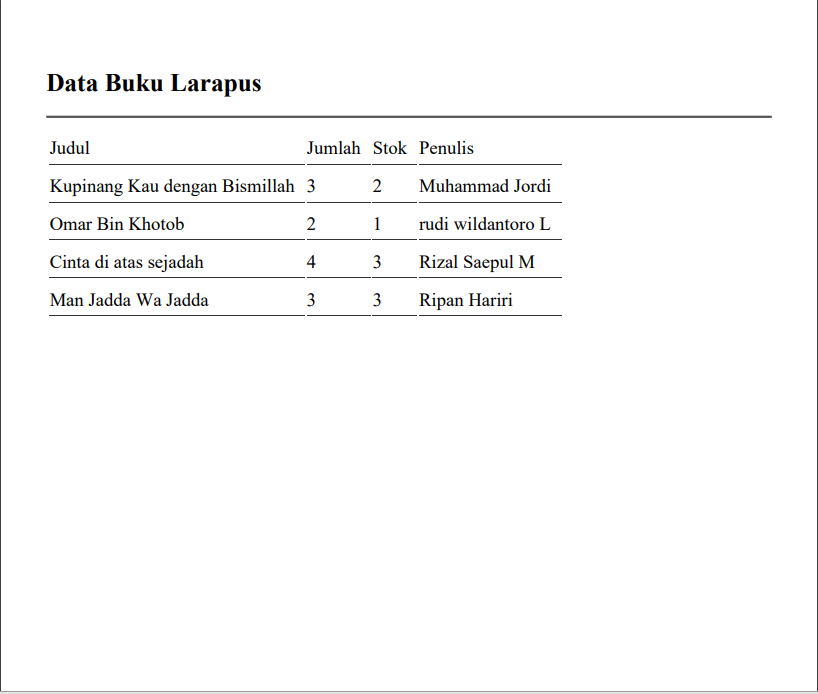 Data Buku Larapus
Judul Jumlah Stok Penulis
Kupinang Kau dengan Bismillah 3 2 Muhammad Jordi
Omar Bin Khotob 2 1 rudi wildantoro L
Cinta di atas sejadah 4 3 Rizal Saepul M
Man Jadda Wa Jadda 3 3 Ripan Hariri